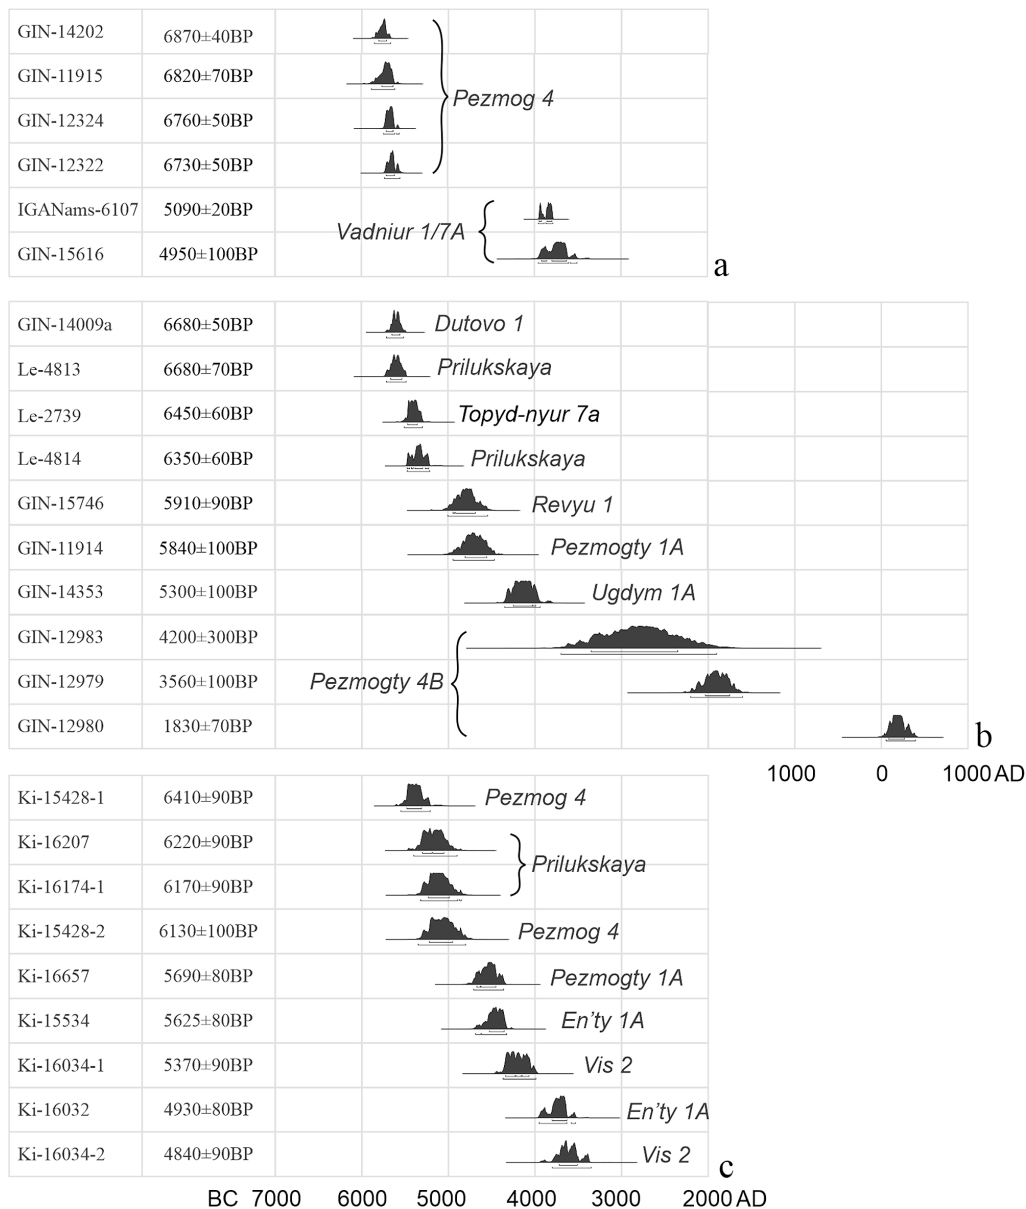 GIN-14202 6870±40BP
GIN-11915 6820±70BP
Pezmog 4
GIN-12324 6760±50BP
GIN-12322 6730±50BP
IGANams-6107 5090±20BP
Vadniur 1/7A
GIN-15616 4950±100BP
a
GIN-14009a 6680±50BP Dutovo 1
Le-4813 6680±70BP Prilukskaya
Le-2739 6450±60BP Topyd-nyur 7a
Le-4814 6350±60BP Prilukskaya
GIN-15746 5910±90BP Revyu 1
GIN-11914 5840±100BP Pezmogty 1A
GIN-14353 5300±100BP Ugdym 1A
GIN-12983 4200±300BP
GIN-12979 3560±100BP Pezmogty 4B
GIN-12980 1830±70BP
b
1000 0 1000 AD
Ki-15428-1 6410±90BP Pezmog 4
Ki-16207 6220±90BP
Prilukskaya
Ki-16174-1 6170±90BP
Ki-15428-2 6130±100BP Pezmog 4
Ki-16657 5690±80BP Pezmogty 1A
Ki-15534 5625±80BP En’ty 1A
Ki-16034-1 5370±90BP Vis 2
Ki-16032 4930±80BP En’ty 1A
Ki-16034-2 4840±90BP Vis 2
c
BC 7000 6000 5000 4000 3000 2000 AD